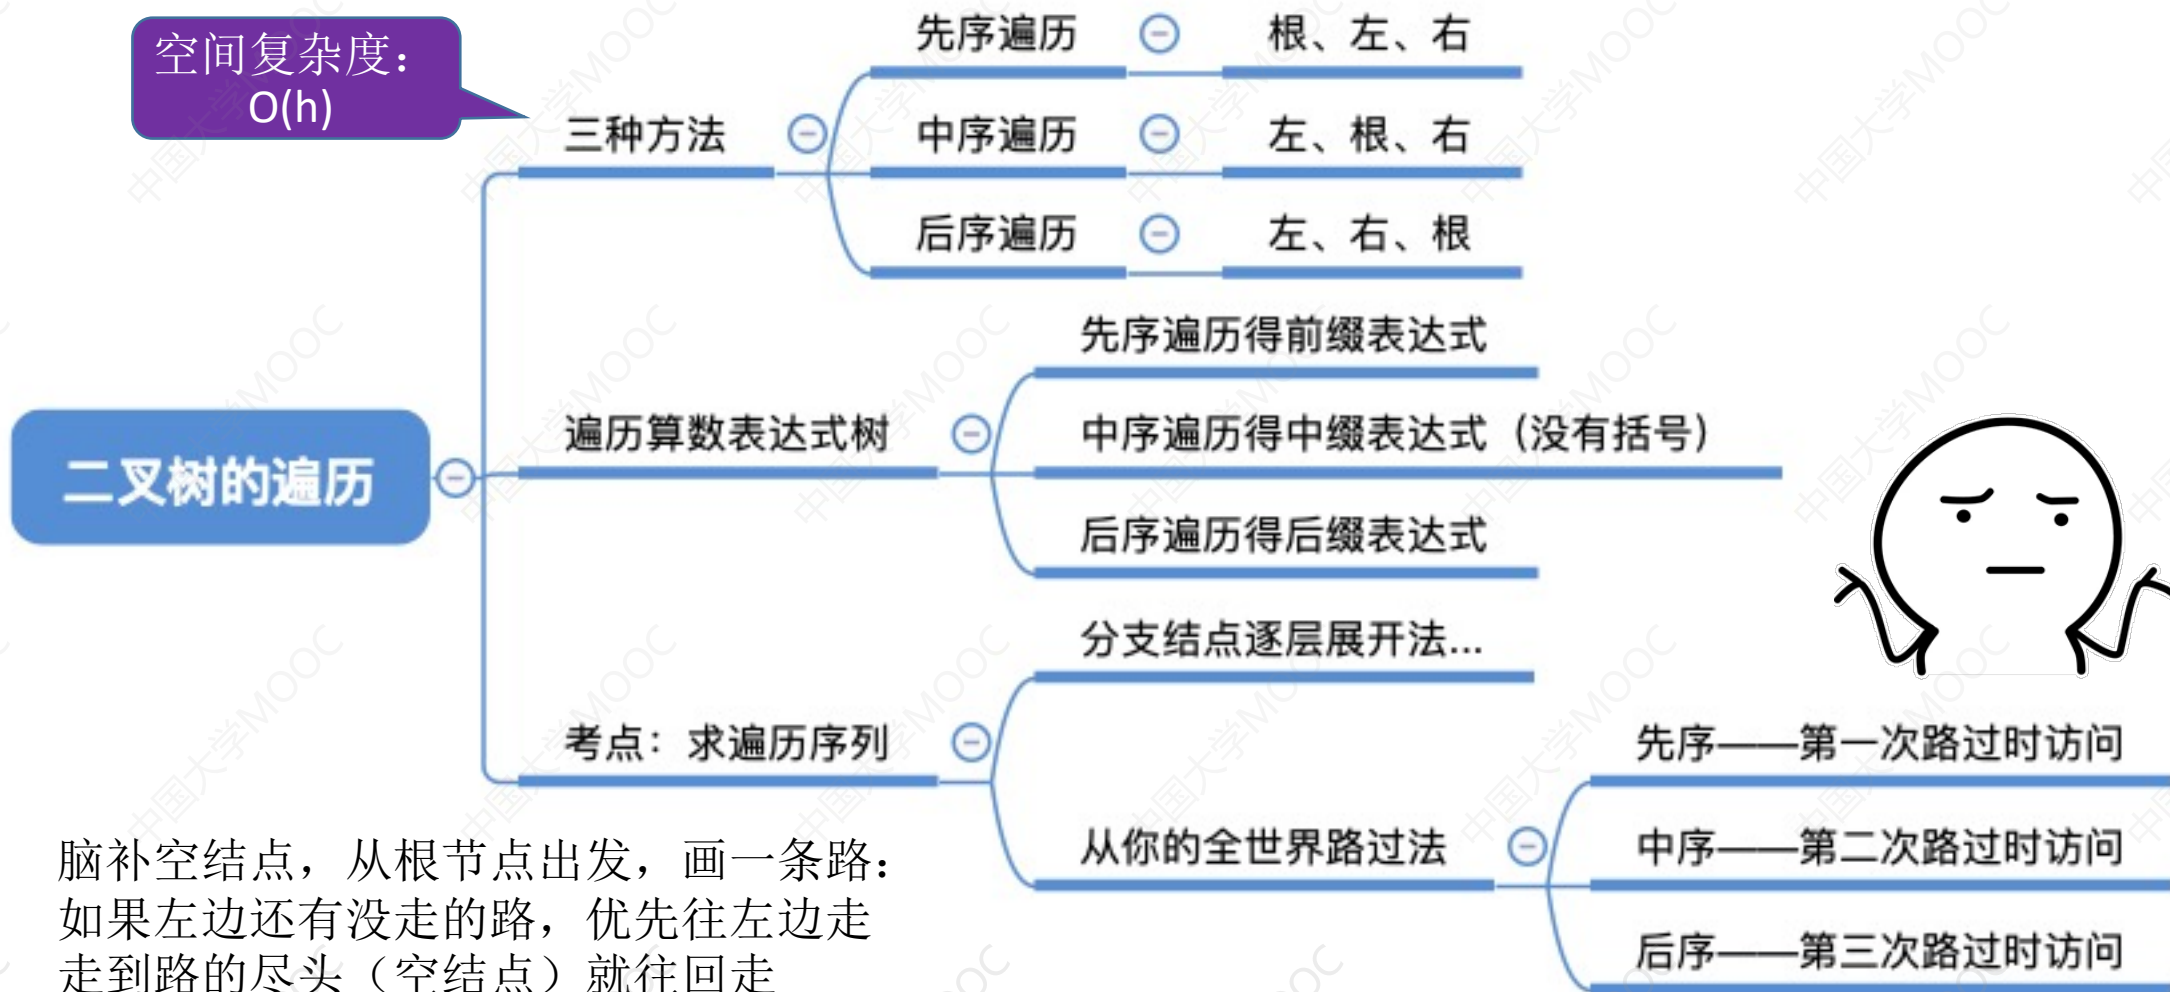 空间复杂度：
O(h)
先序遍历
根、左、右
三种方法
中序遍历
左、根、右
后序遍历
左、右、根
先序遍历得前缀表达式
遍历算数表达式树
中序遍历得中缀表达式（没有括号）
二叉树的遍历
后序遍历得后缀表达式
分支结点逐层展开法...
考点：求遍历序列
先序——第一次路过时访问
从你的全世界路过法
中序——第二次路过时访问
后序——第三次路过时访问
脑补空结点，从根节点出发，画一条路：
如果左边还有没走的路，优先往左边走
走到路的尽头（空结点）就往回走
中国大学MOOC